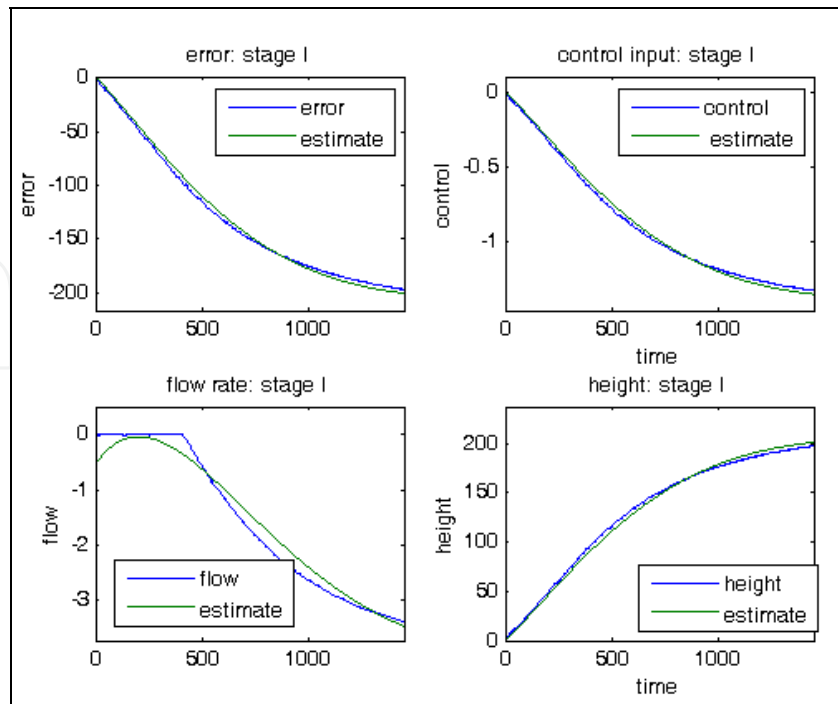 error: stage I
error
0
-50
-100
-150
-200
0
500
1000
error
estimate
control input: stage I
control
0
-0.5
-1
0
500
1000
time
control
estimate
flow rate: stage I
flow
0
-1
-2
-3
0
500
1000
flow
estimate
height: stage I
height
200
150
100
50
0
0
500
1000
time
height
estimate